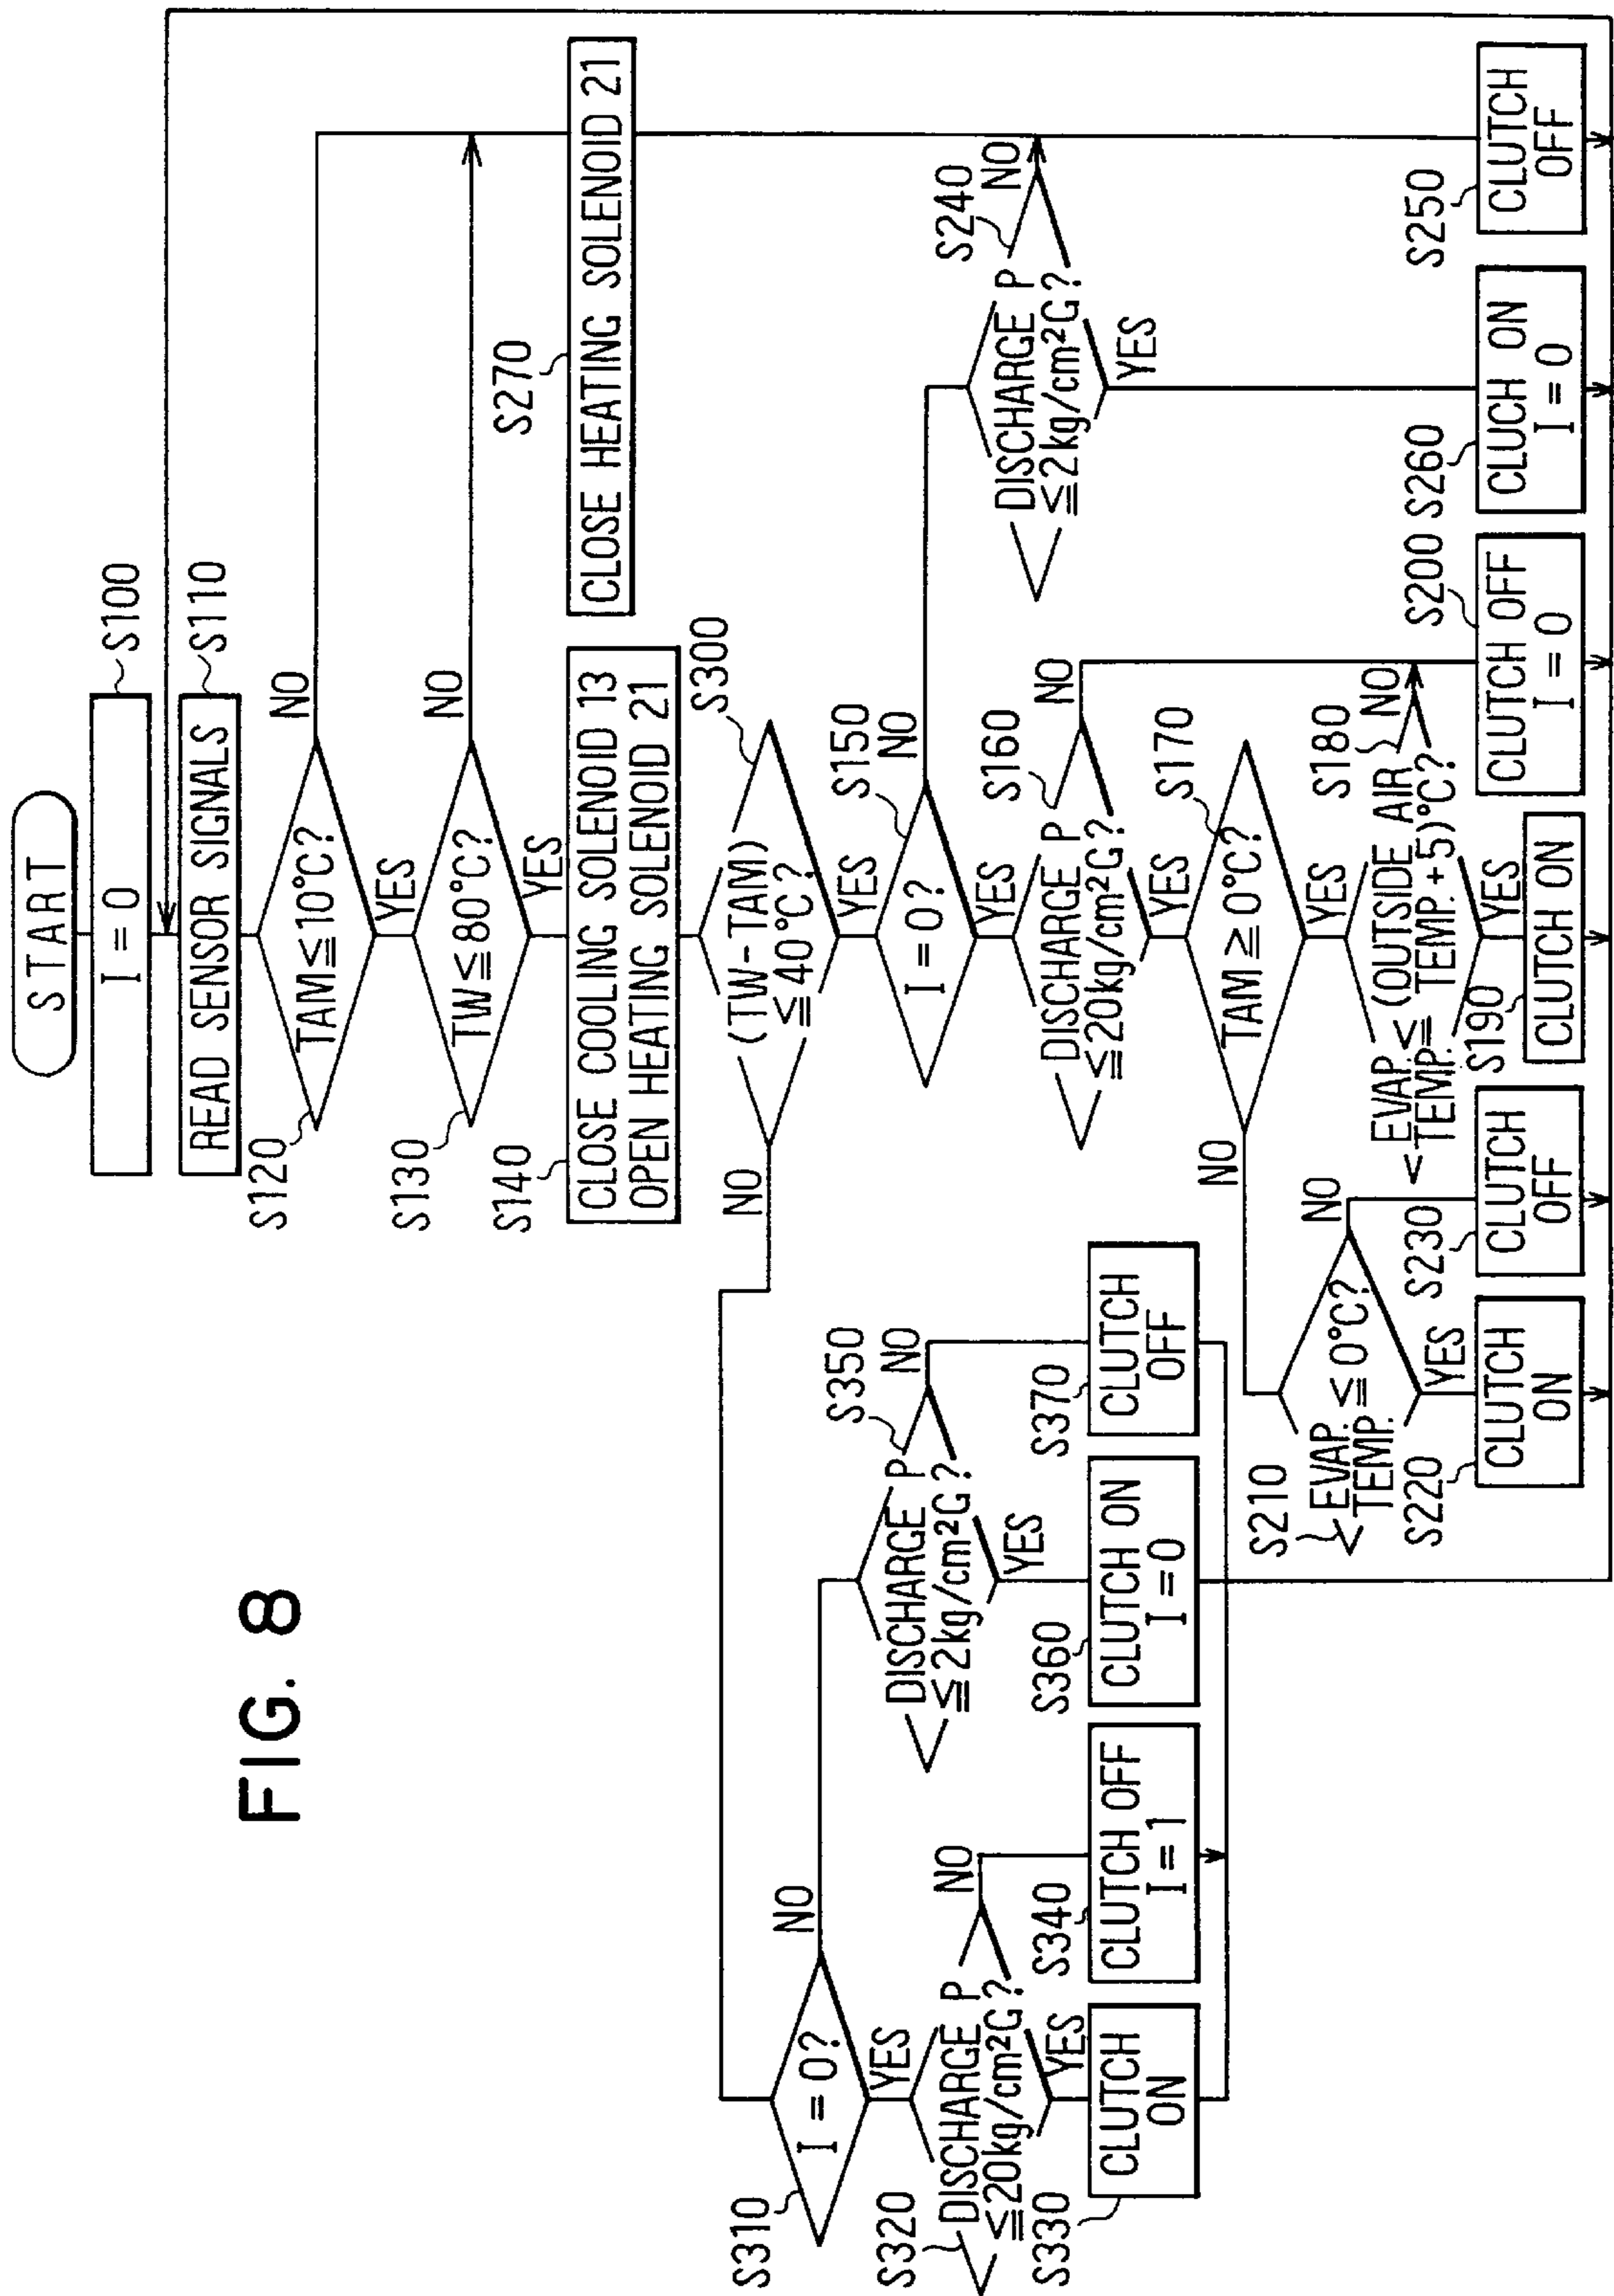 FIG. 8
START
I = 0
S100
READ SENSOR SIGNALS
S110
TAM≦10°C?
S120
NO
YES
TW≦80°C?
S130
NO
YES
CLOSE COOLING SOLENOID 13
OPEN HEATING SOLENOID 21
S140
CLOSE HEATING SOLENOID 21
S270
(TW-TAM)
≦40°C?
S300
NO
YES
I = 0?
S310
NO
YES
I = 0?
S150
NO
YES
DISCHARGE P
≦20kg/cm²G?
S320
NO
YES
DISCHARGE P
≦2kg/cm²G?
S350
NO
YES
DISCHARGE P
≦20kg/cm²G?
S160
NO
YES
DISCHARGE P
≦2kg/cm²G?
S240
NO
YES
CLUTCH
ON
S330
CLUTCH OFF
I = 1
S340
CLUTCH ON
I = 0
S360
CLUTCH
OFF
S370
TAM≧0°C?
S170
NO
YES
EVAP.
TEMP. ≦0°C?
S210
NO
YES
EVAP. ≦ (OUTSIDE AIR
TEMP. TEMP.+5)°C?
S180
NO
YES
CLUTCH
ON
S220
CLUTCH
OFF
S230
CLUTCH ON
S190
CLUTCH OFF
I = 0
S200
CLUCH ON
I = 0
S260
CLUTCH
OFF
S250